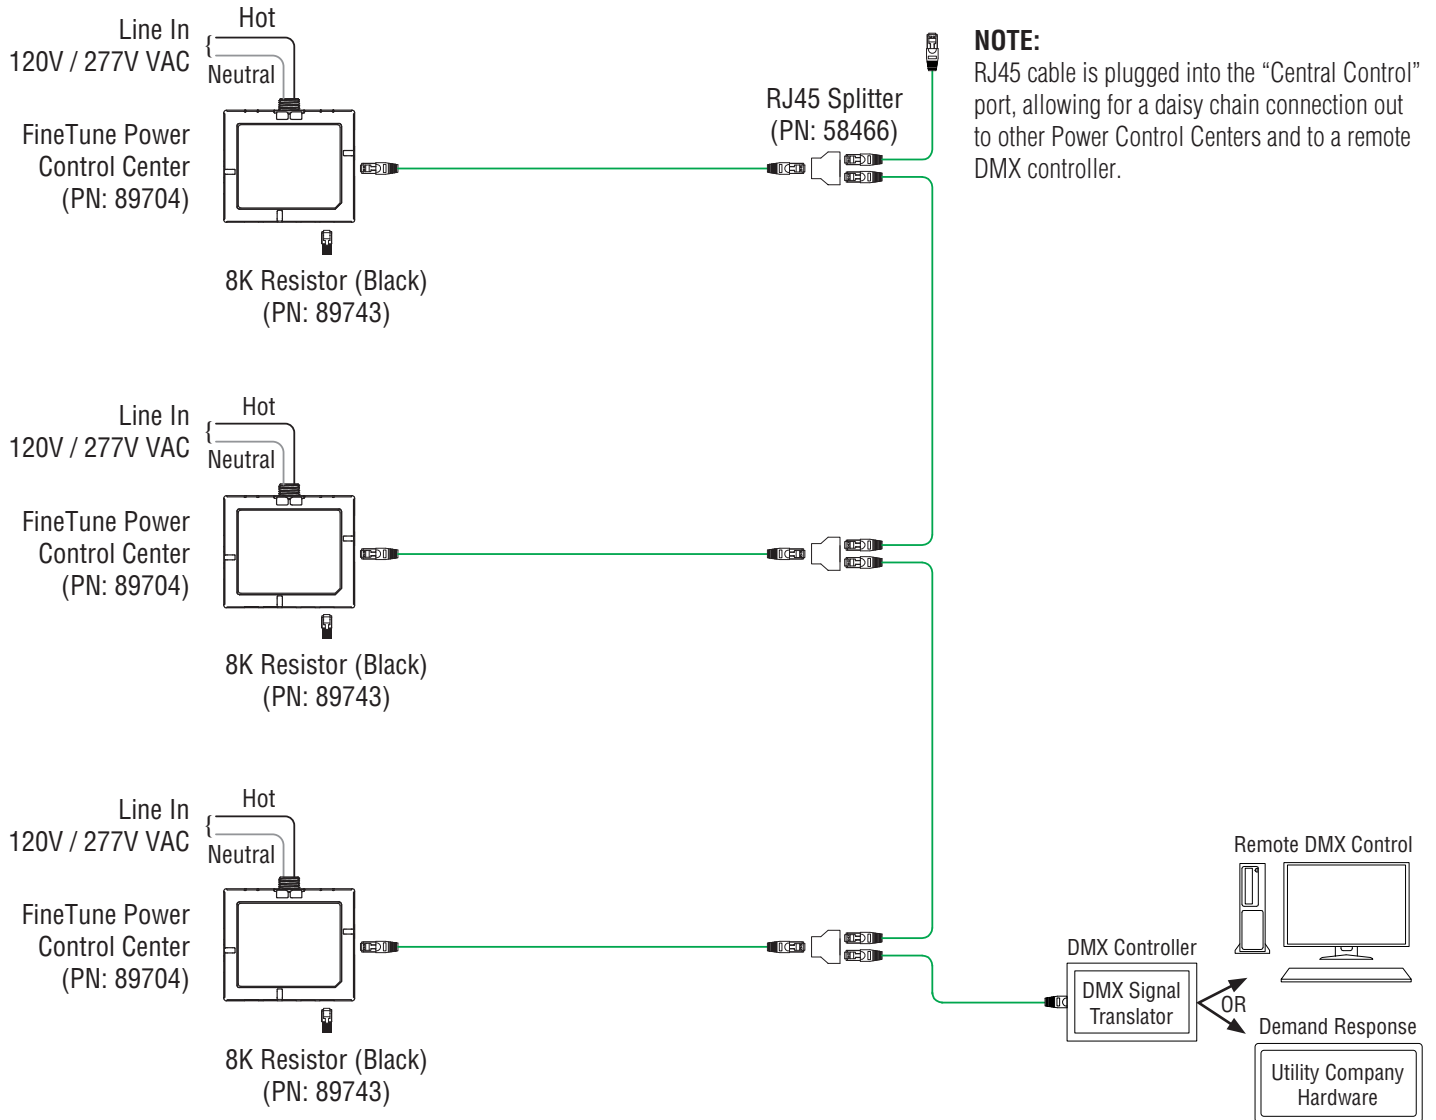 Line In
120V / 277V VAC
{
Hot
Neutral
FineTune Power
Control Center
(PN: 89704)
8K Resistor (Black)
(PN: 89743)
RJ45 Splitter
(PN: 58466)
NOTE:
RJ45 cable is plugged into the “Central Control”
port, allowing for a daisy chain connection out
to other Power Control Centers and to a remote
DMX controller.
Line In
120V / 277V VAC
{
Hot
Neutral
FineTune Power
Control Center
(PN: 89704)
8K Resistor (Black)
(PN: 89743)
Line In
120V / 277V VAC
{
Hot
Neutral
FineTune Power
Control Center
(PN: 89704)
8K Resistor (Black)
(PN: 89743)
DMX Controller
DMX Signal
Translator
OR
Remote DMX Control
Demand Response
Utility Company
Hardware